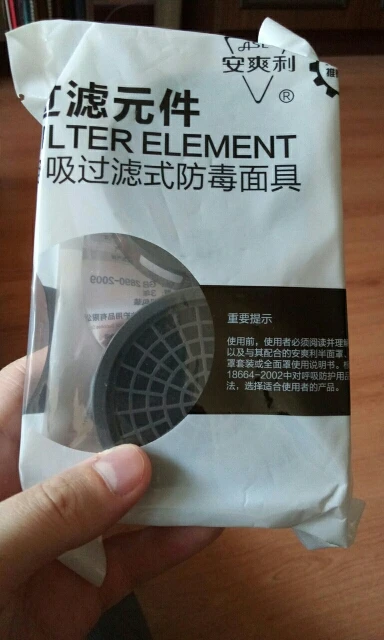 ASL
安爽利
®
过滤元件
ILTER ELEMENT
吸过滤式防毒面具
2890-2009
重要提示
使用前，使用者必须阅读并理解
以及与其配合的安爽利半面罩、
罩套装或全面罩使用说明书。根
18664-2002中对呼吸防护用品
法，选择适合使用者的产品。